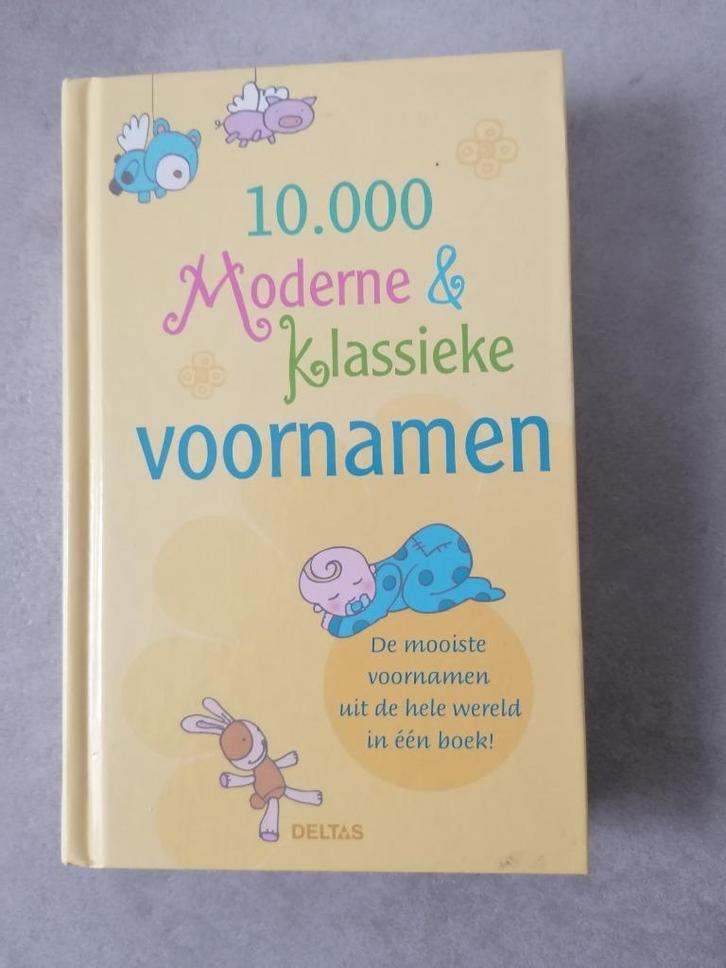 10.000
Moderne &
Klassieke
voornamen
De mooiste
voornamen
uit de hele wereld
in één boek!
DELTAS